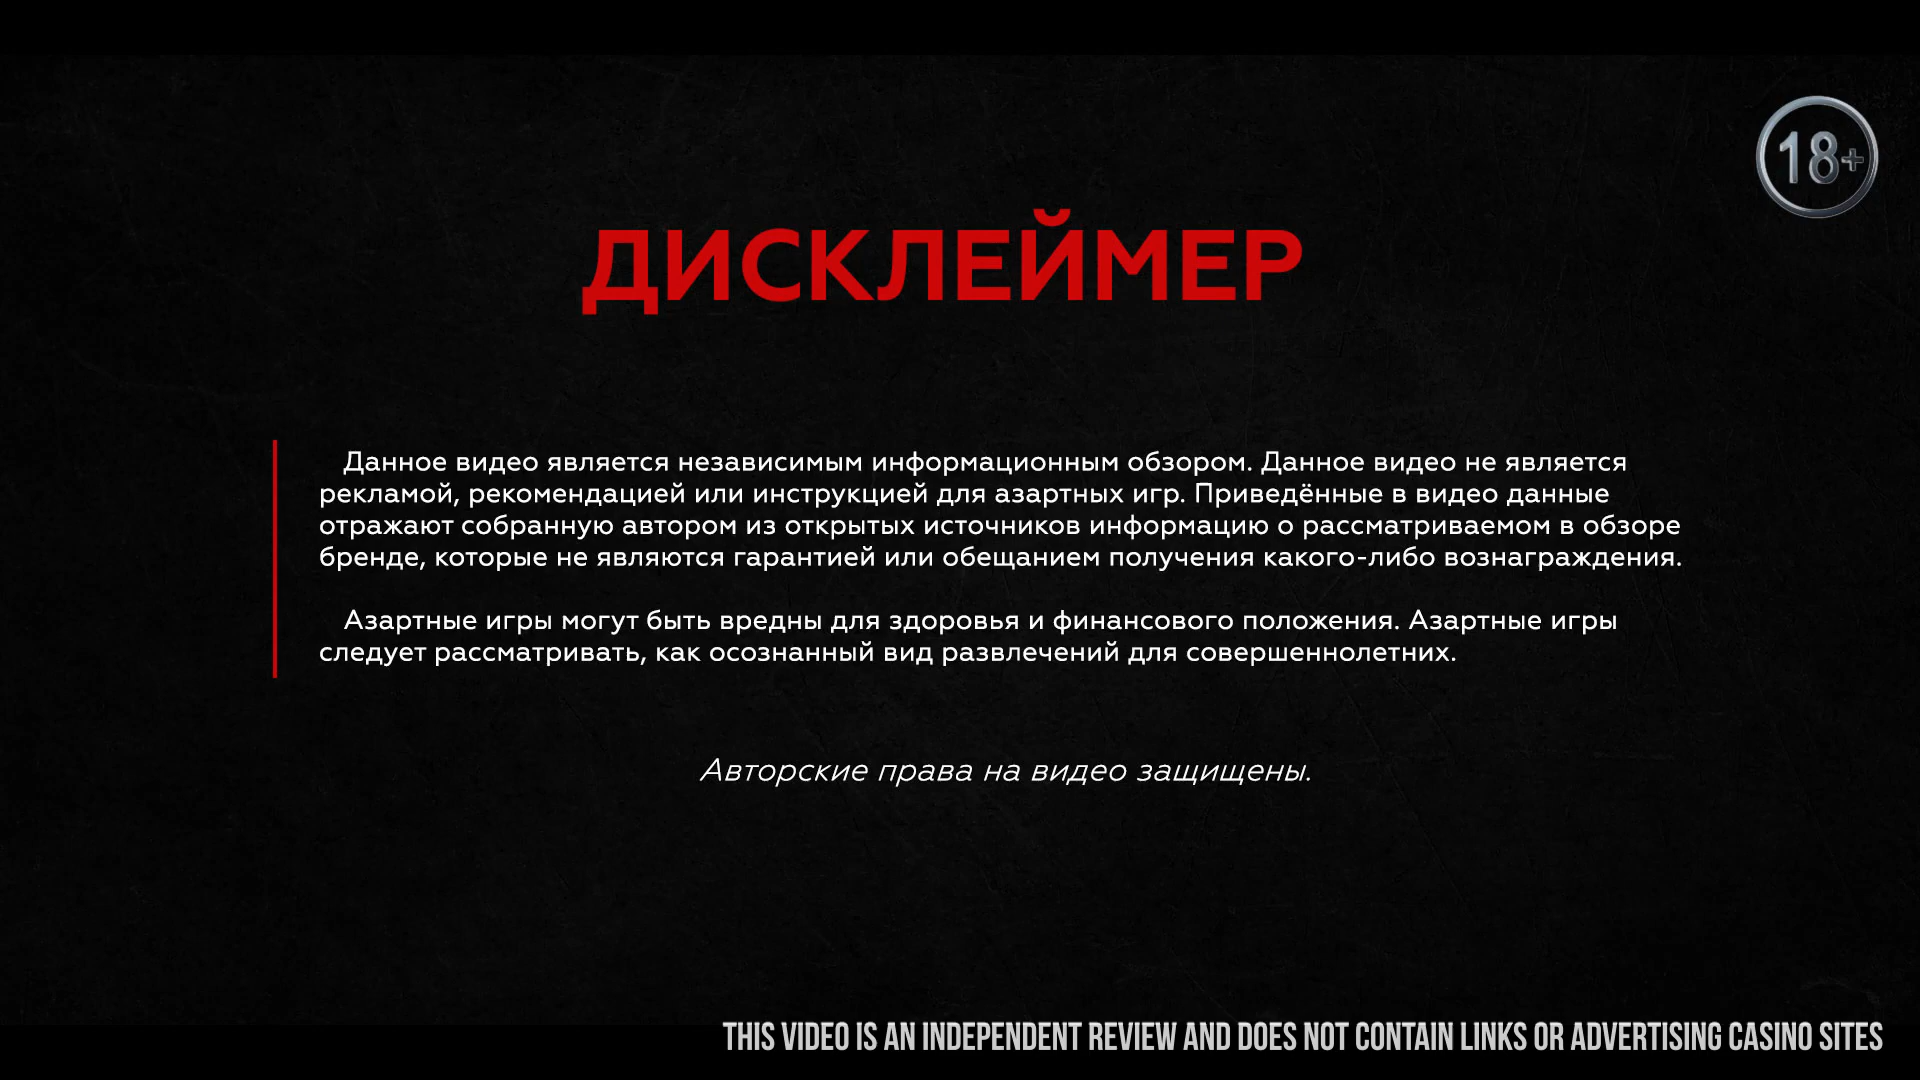 18+
ДИСКЛЕЙМЕР
Данное видео является независимым информационным обзором. Данное видео не является
рекламой, рекомендацией или инструкцией для азартных игр. Приведённые в видео данные
отражают собранную автором из открытых источников информацию о рассматриваемом в обзоре
бренде, которые не являются гарантией или обещанием получения какого-либо вознаграждения.
Азартные игры могут быть вредны для здоровья и финансового положения. Азартные игры
следует рассматривать, как осознанный вид развлечений для совершеннолетних.
Авторские права на видео защищены.
THIS VIDEO IS AN INDEPENDENT REVIEW AND DOES NOT CONTAIN LINKS OR ADVERTISING CASINO SITES